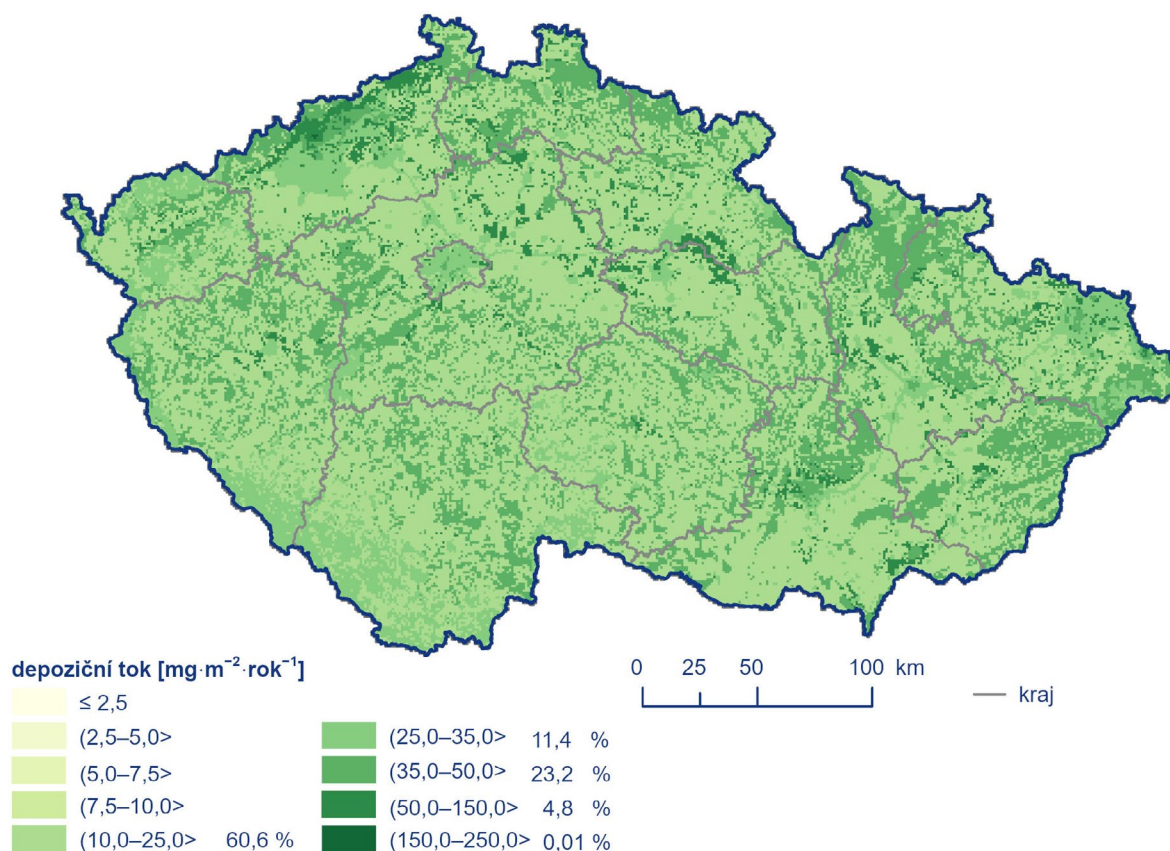 depoziční tok [mg·m⁻²·rok⁻¹]
≤ 2,5
(2,5–5,0>
(5,0–7,5>
(7,5–10,0>
(10,0–25,0> 60,6 %
(25,0–35,0> 11,4 %
(35,0–50,0> 23,2 %
(50,0–150,0> 4,8 %
(150,0–250,0> 0,01 %
0 25 50 100 km
kraj